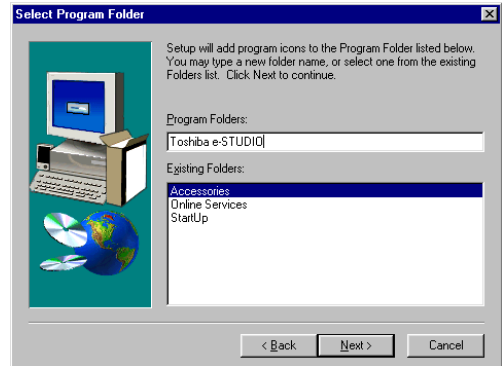 Select Program Folder
Setup will add program icons to the Program Folder listed below.
You may type a new folder name, or select one from the existing
Folders list. Click Next to continue.
Program Folders:
Toshiba e-STUDIO
Existing Folders:
Accessories
Online Services
StartUp
< Back
Next >
Cancel